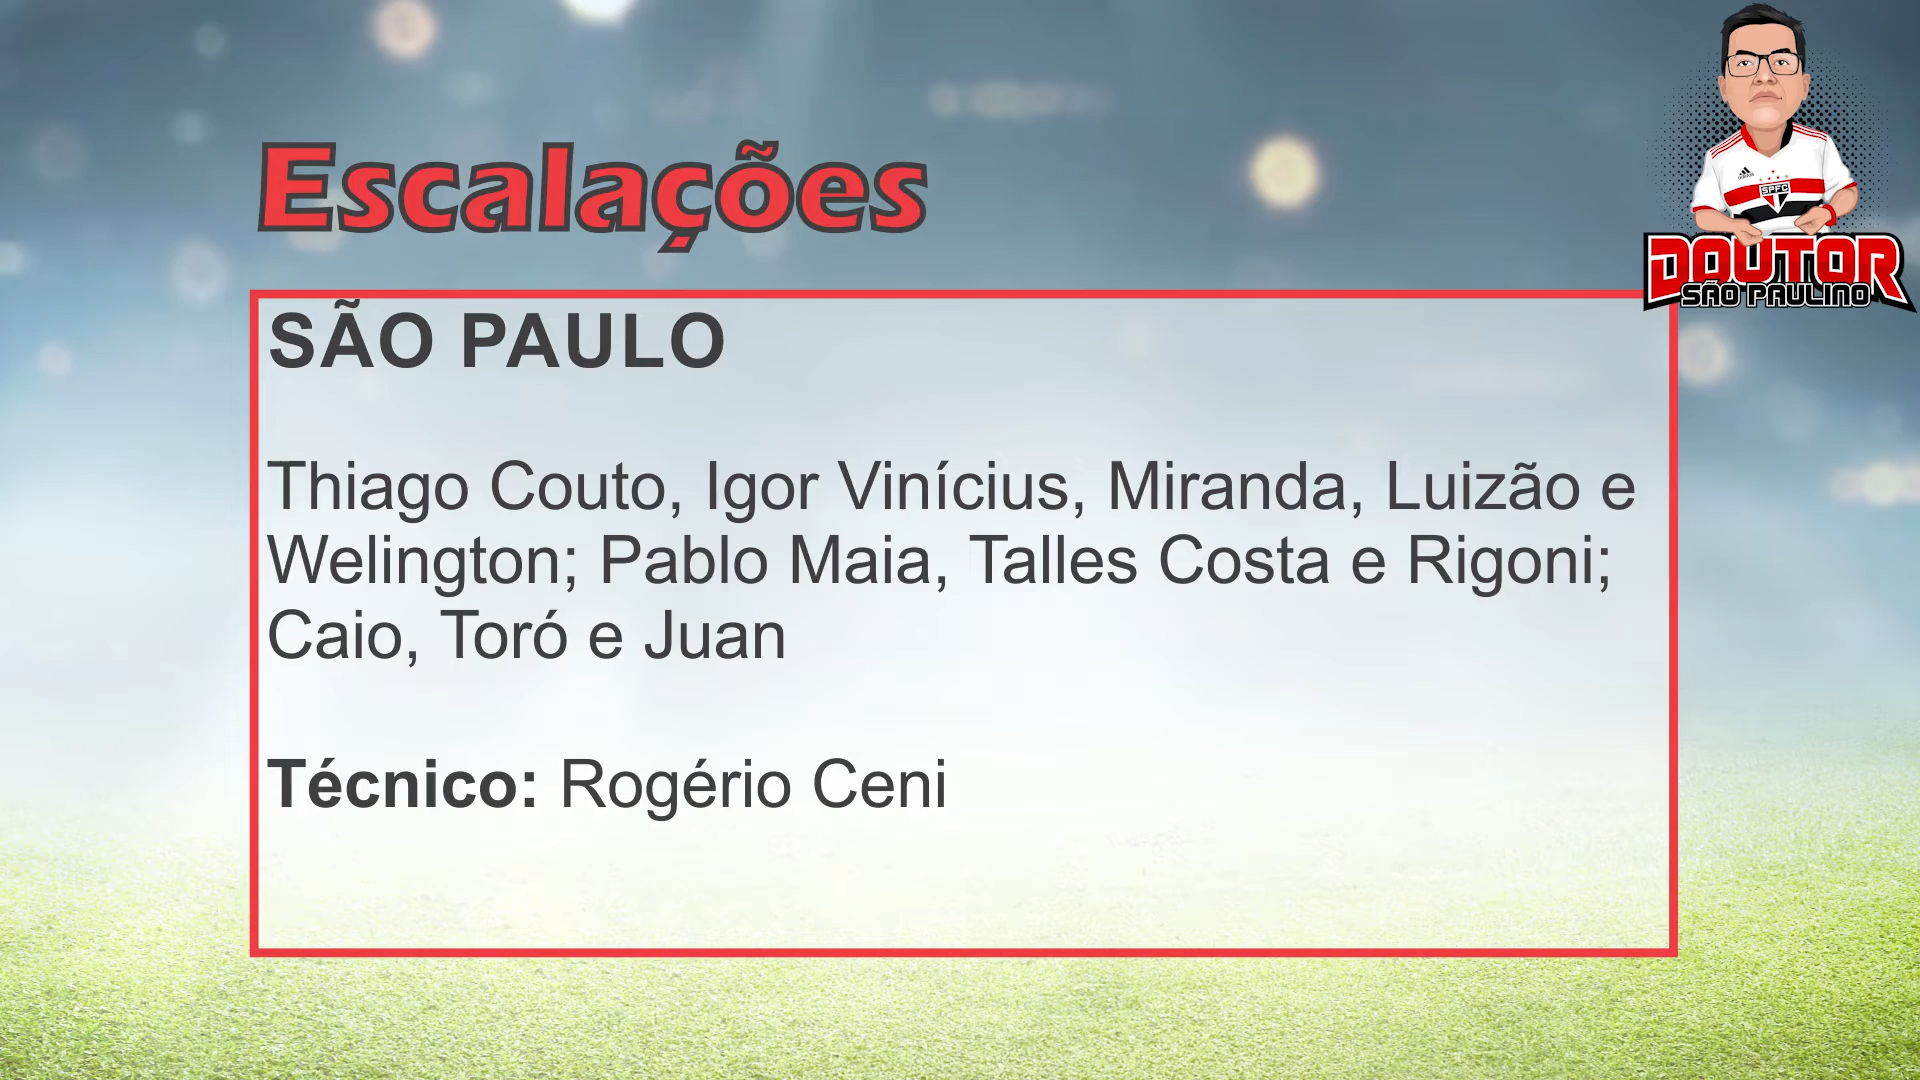 Escalações
DOUTOR
SÃO PAULINO
SPFC
SÃO PAULO
Thiago Couto, Igor Vinícius, Miranda, Luizão e
Welington; Pablo Maia, Talles Costa e Rigoni;
Caio, Toró e Juan
Técnico: Rogério Ceni